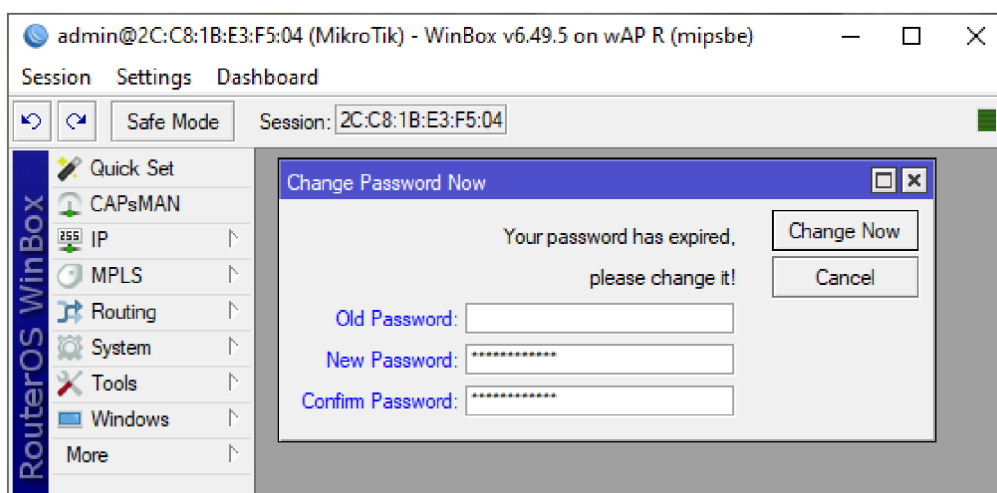 admin@2C:C8:1B:E3:F5:04 (MikroTik) - WinBox v6.49.5 on wAP R (mipsbe)
Session Settings Dashboard
Safe Mode Session: 2C:C8:1B:E3:F5:04
RouterOS WinBox
Quick Set
CAPsMAN
255 IP
MPLS
Routing
System
Tools
Windows
More
Change Password Now
Your password has expired,
please change it!
Change Now
Cancel
Old Password:
New Password: ************
Confirm Password: ************